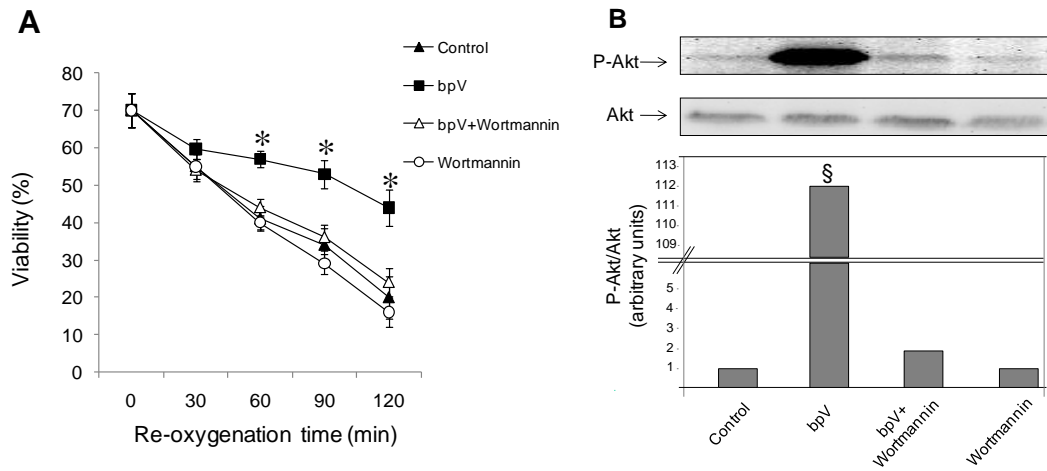 A
Control
bpV
bpV+Wortmannin
Wortmannin
80
70
60
50
40
30
20
10
0
* * *
0 30 60 90 120
Viability (%)
Re-oxygenation time (min)
B
P-Akt
Akt
113
112
111
110
109
5
4
3
2
1
§
P-Akt/Akt
(arbitrary units)
Control
bpV
bpV+
Wortmannin
Wortmannin